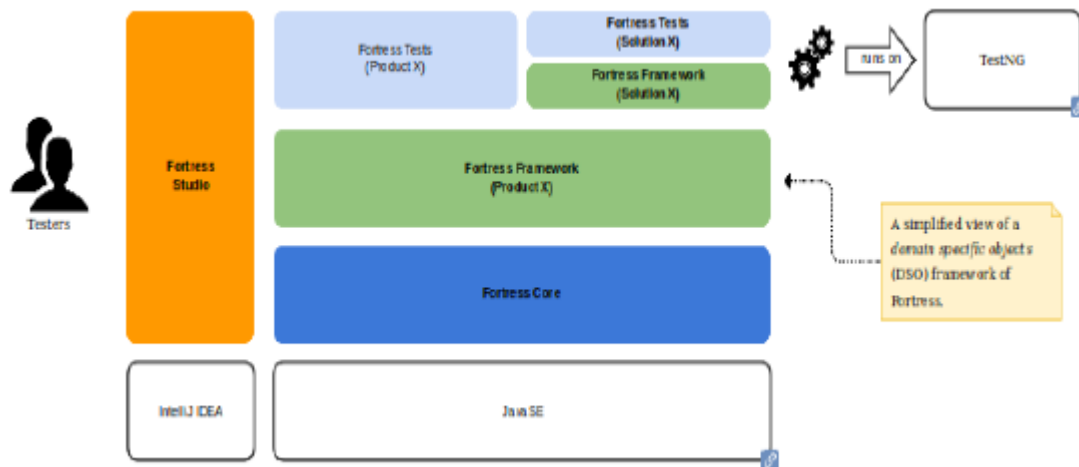 Fortress Tests
(Product X)
Fortress Tests
(Solution X)
Fortress Framework
(Solution X)
runs on
TestNG
Testers
Fortress
Studio
Fortress Framework
(Product X)
A simplified view of a
domain specific objects
(DSO) framework of
Fortress.
Fortress Core
IntelliJ IDEA
Java SE